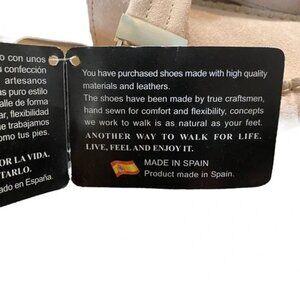 o con unos
confección
artesanos
as puro estilo
alle de forma
ar, flexibilidad
e trabajamos
omo tus pies.
OR LA VIDA.
TARLO.
ado en España.
You have purchased shoes made with high quality
materials and leathers.
The shoes have been made by true craftsmen,
hand sewn for comfort and flexibility, concepts
we work to walk is as natural as your feet.
ANOTHER WAY TO WALK FOR LIFE.
LIVE, FEEL AND ENJOY IT.
MADE IN SPAIN
Product made in Spain.